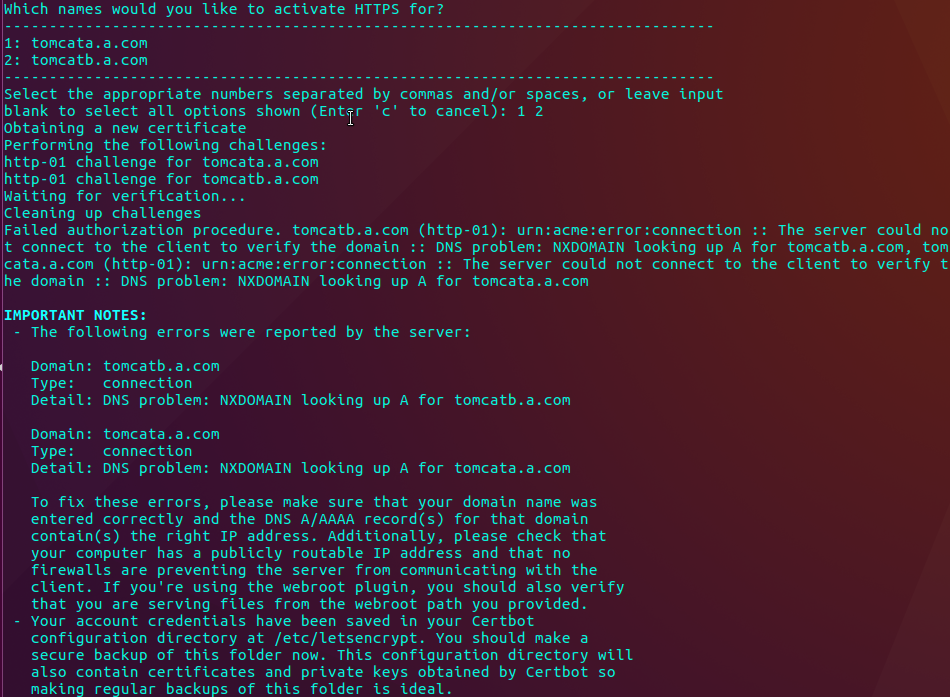 Which names would you like to activate HTTPS for?
-------------------------------------------------------------------------------
1: tomcata.a.com
2: tomcatb.a.com
-------------------------------------------------------------------------------
Select the appropriate numbers separated by commas and/or spaces, or leave input
blank to select all options shown (Enter 'c' to cancel): 1 2
Obtaining a new certificate
Performing the following challenges:
http-01 challenge for tomcata.a.com
http-01 challenge for tomcatb.a.com
Waiting for verification...
Cleaning up challenges
Failed authorization procedure. tomcatb.a.com (http-01): urn:acme:error:connection :: The server could no
t connect to the client to verify the domain :: DNS problem: NXDOMAIN looking up A for tomcatb.a.com, tom
cata.a.com (http-01): urn:acme:error:connection :: The server could not connect to the client to verify t
he domain :: DNS problem: NXDOMAIN looking up A for tomcata.a.com

IMPORTANT NOTES:
 - The following errors were reported by the server:

   Domain: tomcatb.a.com
   Type:   connection
   Detail: DNS problem: NXDOMAIN looking up A for tomcatb.a.com

   Domain: tomcata.a.com
   Type:   connection
   Detail: DNS problem: NXDOMAIN looking up A for tomcata.a.com

   To fix these errors, please make sure that your domain name was
   entered correctly and the DNS A/AAAA record(s) for that domain
   contain(s) the right IP address. Additionally, please check that
   your computer has a publicly routable IP address and that no
   firewalls are preventing the server from communicating with the
   client. If you're using the webroot plugin, you should also verify
   that you are serving files from the webroot path you provided.
 - Your account credentials have been saved in your Certbot
   configuration directory at /etc/letsencrypt. You should make a
   secure backup of this folder now. This configuration directory will
   also contain certificates and private keys obtained by Certbot so
   making regular backups of this folder is ideal.